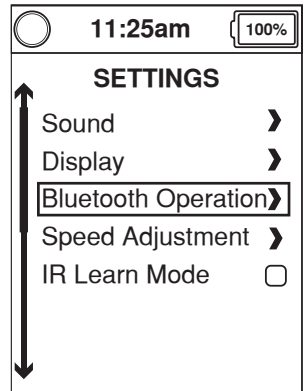 11:25am 100%
SETTINGS
Sound
Display
Bluetooth Operation
Speed Adjustment
IR Learn Mode